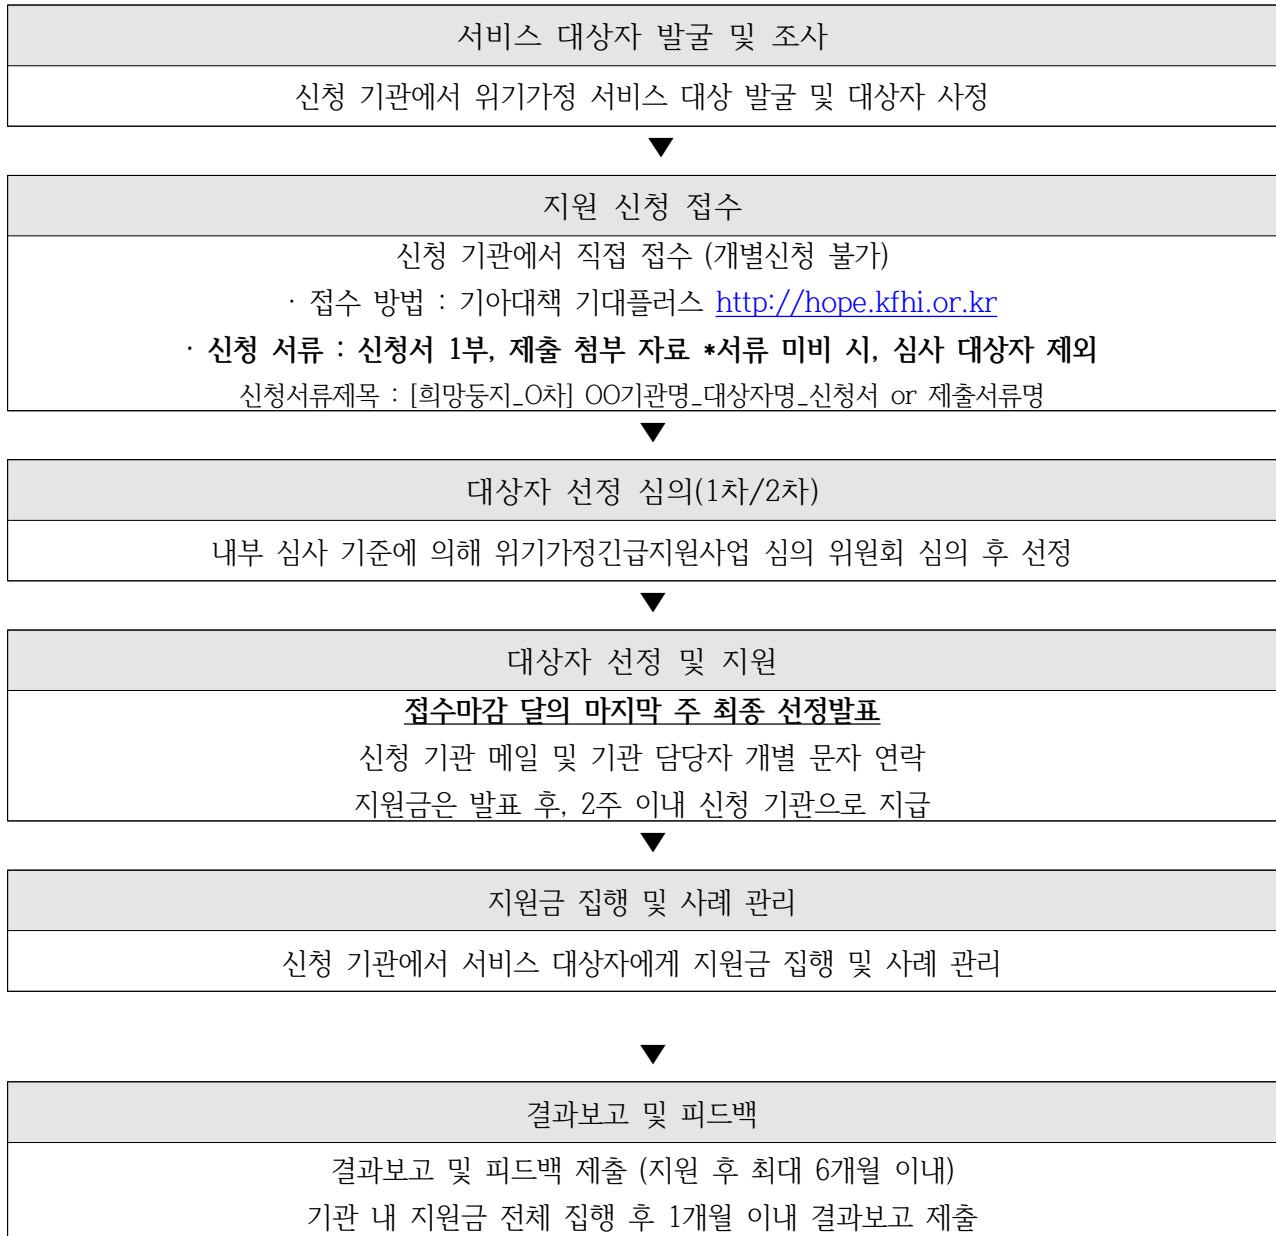 서비스 대상자 발굴 및 조사
신청 기관에서 위기가정 서비스 대상 발굴 및 대상자 사정
▼
지원 신청 접수
신청 기관에서 직접 접수 (개별신청 불가)
· 접수 방법 : 기아대책 기대플러스 http://hope.kfhi.or.kr
· 신청 서류 : 신청서 1부, 제출 첨부 자료 *서류 미비 시, 심사 대상자 제외
신청서류제목 : [희망둥지_O차] OO기관명_대상자명_신청서 or 제출서류명
▼
대상자 선정 심의(1차/2차)
내부 심사 기준에 의해 위기가정긴급지원사업 심의 위원회 심의 후 선정
▼
대상자 선정 및 지원
접수마감 달의 마지막 주 최종 선정발표
신청 기관 메일 및 기관 담당자 개별 문자 연락
지원금은 발표 후, 2주 이내 신청 기관으로 지급
▼
지원금 집행 및 사례 관리
신청 기관에서 서비스 대상자에게 지원금 집행 및 사례 관리
▼
결과보고 및 피드백
결과보고 및 피드백 제출 (지원 후 최대 6개월 이내)
기관 내 지원금 전체 집행 후 1개월 이내 결과보고 제출